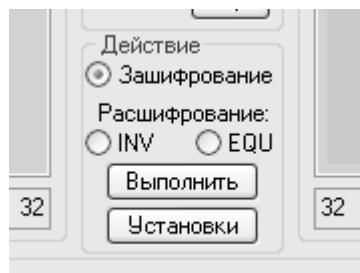 Действие
Зашифрование
Расшифрование:
INV EQU
Выполнить
32 32
Установки